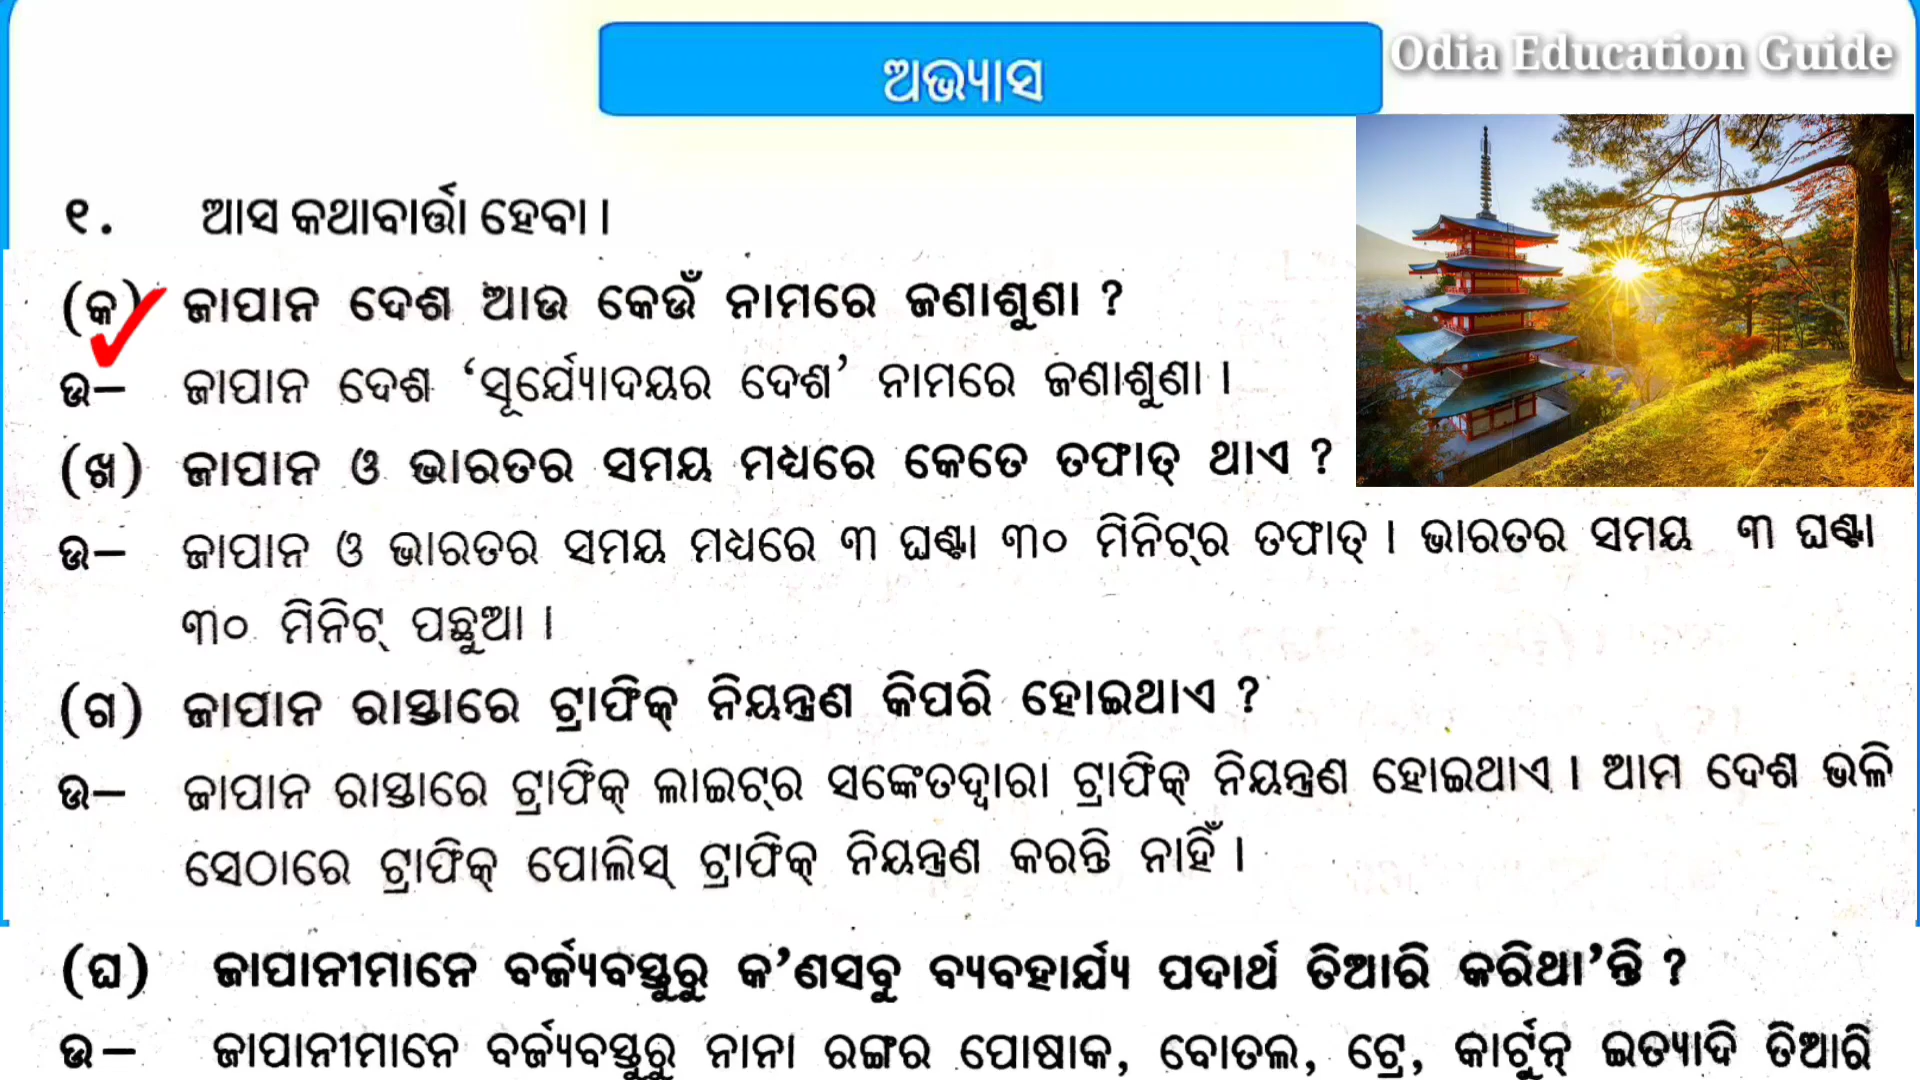 Odia Education Guide
ଅଭ୍ୟାସ
୧. ଆସ କଥାବାର୍ତ୍ତା ହେବା ।
(କ) ଜାପାନ ଦେଶ ଆଉ କେଉଁ ନାମରେ ଜଣାଶୁଣା ?
ଉ– ଜାପାନ ଦେଶ ‘ସୂର୍ଯ୍ୟୋଦୟର ଦେଶ’ ନାମରେ ଜଣାଶୁଣା ।
(ଖ) ଜାପାନ ଓ ଭାରତର ସମୟ ମଧ୍ୟରେ କେତେ ତଫାତ୍ ଥାଏ ?
ଉ– ଜାପାନ ଓ ଭାରତର ସମୟ ମଧ୍ୟରେ ୩ ଘଣ୍ଟା ୩୦ ମିନିଟ୍‌ର ତଫାତ୍ । ଭାରତର ସମୟ ୩ ଘଣ୍ଟା
୩୦ ମିନିଟ୍ ପଛୁଆ ।
(ଗ) ଜାପାନ ରାସ୍ତାରେ ଟ୍ରାଫିକ୍ ନିୟନ୍ତ୍ରଣ କିପରି ହୋଇଥାଏ ?
ଉ– ଜାପାନ ରାସ୍ତାରେ ଟ୍ରାଫିକ୍ ଲାଇଟ୍‌ର ସଙ୍କେତଦ୍ୱାରା ଟ୍ରାଫିକ୍ ନିୟନ୍ତ୍ରଣ ହୋଇଥାଏ । ଆମ ଦେଶ ଭଳି
ସେଠାରେ ଟ୍ରାଫିକ୍ ପୋଲିସ୍ ଟ୍ରାଫିକ୍ ନିୟନ୍ତ୍ରଣ କରନ୍ତି ନାହିଁ ।
(ଘ) ଜାପାନୀମାନେ ବର୍ଜ୍ୟବସ୍ତୁରୁ କ’ଣସବୁ ବ୍ୟବହାର୍ଯ୍ୟ ପଦାର୍ଥ ତିଆରି କରିଥା’ନ୍ତି ?
ଉ– ଜାପାନୀମାନେ ବର୍ଜ୍ୟବସ୍ତୁରୁ ନାନା ରଙ୍ଗର ପୋଷାକ, ବୋତଲ, ଟ୍ରେ, କାର୍ଟୁନ୍ ଇତ୍ୟାଦି ତିଆରି